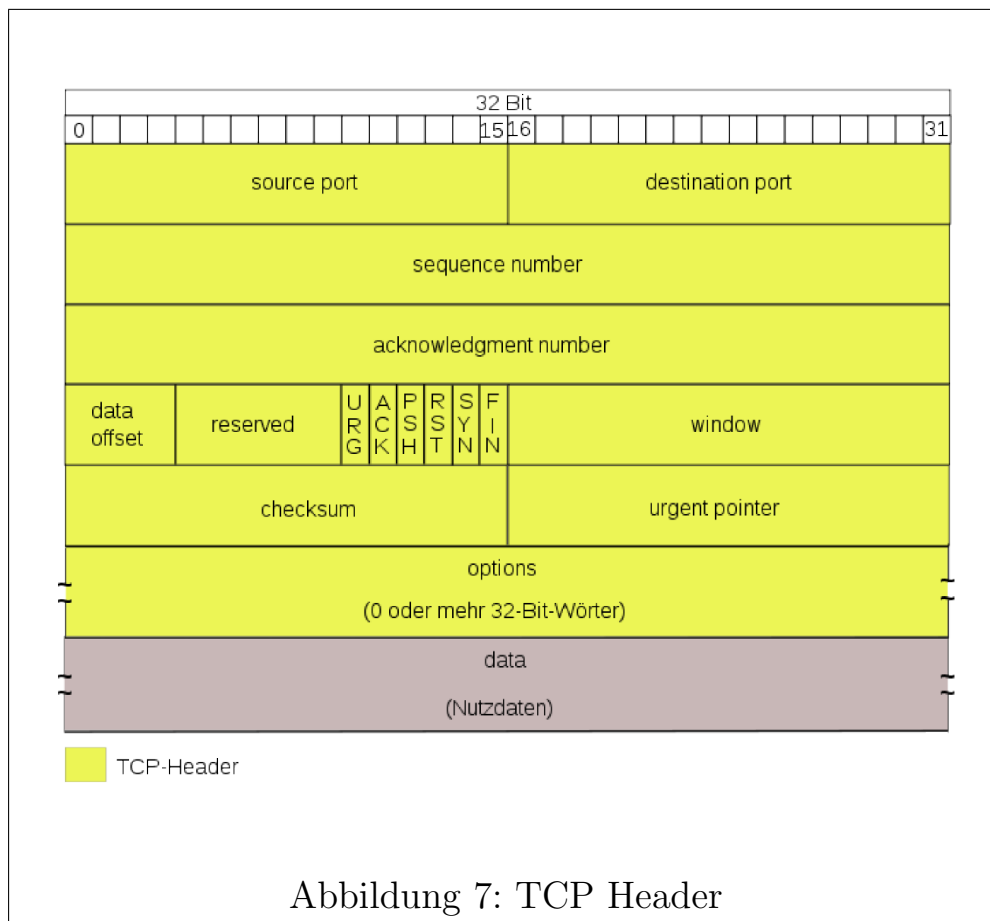 32 Bit
0 15 16 31
source port destination port
sequence number
acknowledgment number
data offset reserved URG ACK PSH RST SYN FIN window
checksum urgent pointer
options
(0 oder mehr 32-Bit-Wörter)
data
(Nutzdaten)
TCP-Header
Abbildung 7: TCP Header